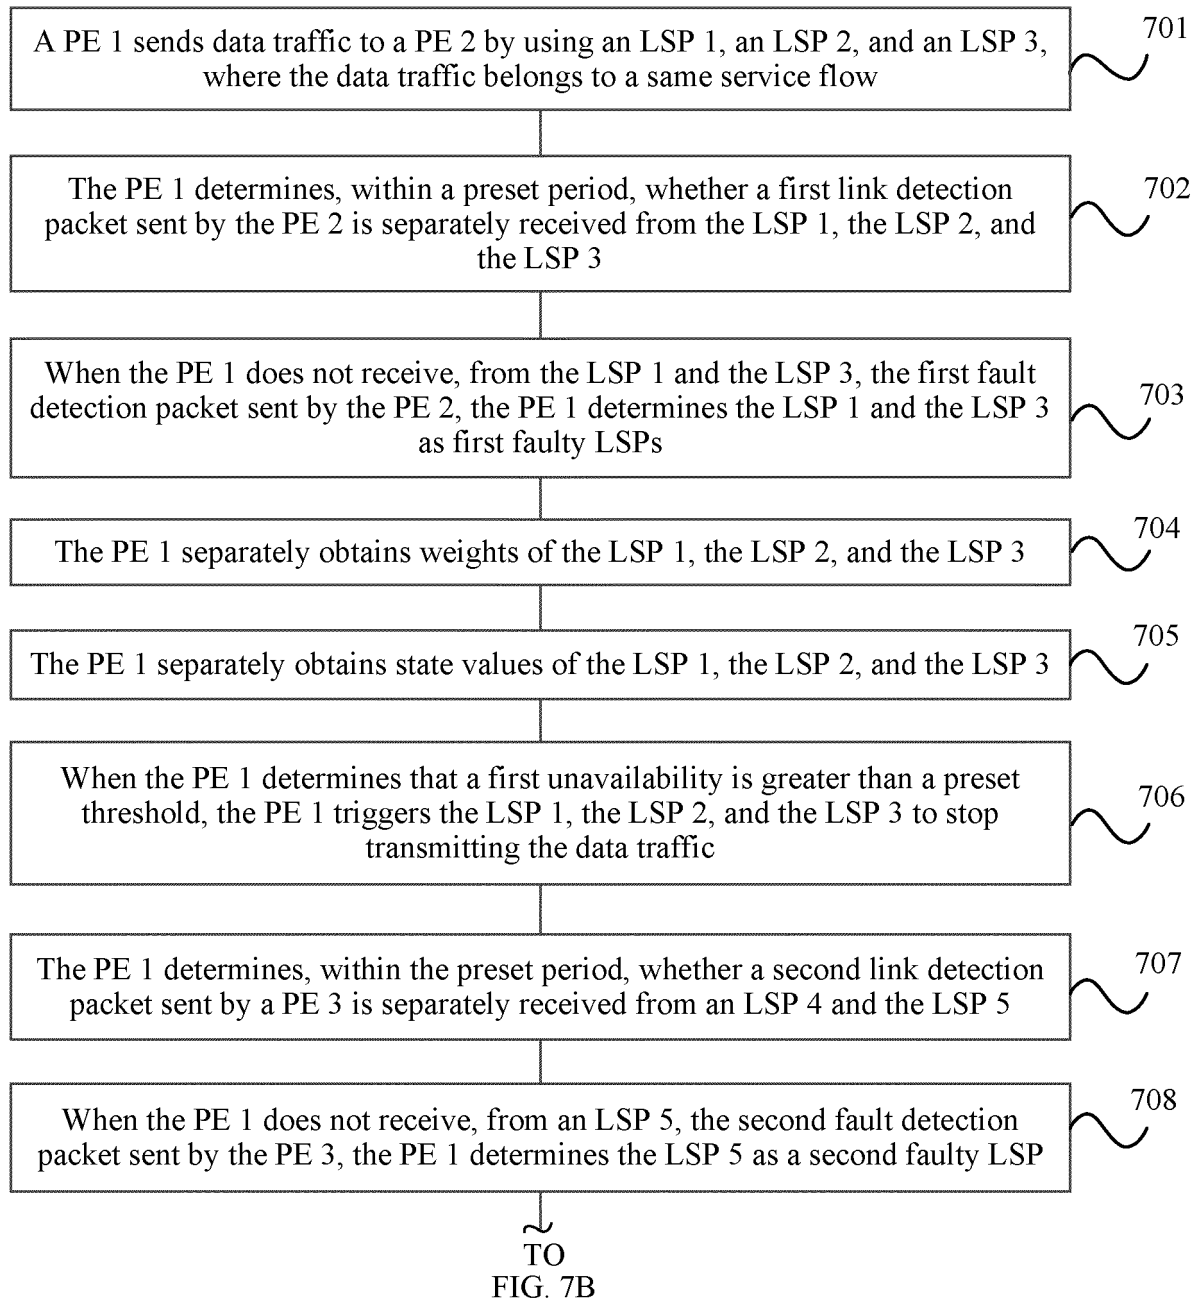 A PE 1 sends data traffic to a PE 2 by using an LSP 1, an LSP 2, and an LSP 3,
where the data traffic belongs to a same service flow
701
The PE 1 determines, within a preset period, whether a first link detection
packet sent by the PE 2 is separately received from the LSP 1, the LSP 2, and
the LSP 3
702
When the PE 1 does not receive, from the LSP 1 and the LSP 3, the first fault
detection packet sent by the PE 2, the PE 1 determines the LSP 1 and the LSP 3
as first faulty LSPs
703
The PE 1 separately obtains weights of the LSP 1, the LSP 2, and the LSP 3
704
The PE 1 separately obtains state values of the LSP 1, the LSP 2, and the LSP 3
705
When the PE 1 determines that a first unavailability is greater than a preset
threshold, the PE 1 triggers the LSP 1, the LSP 2, and the LSP 3 to stop
transmitting the data traffic
706
The PE 1 determines, within the preset period, whether a second link detection
packet sent by a PE 3 is separately received from an LSP 4 and the LSP 5
707
When the PE 1 does not receive, from an LSP 5, the second fault detection
packet sent by the PE 3, the PE 1 determines the LSP 5 as a second faulty LSP
708
TO
FIG. 7B